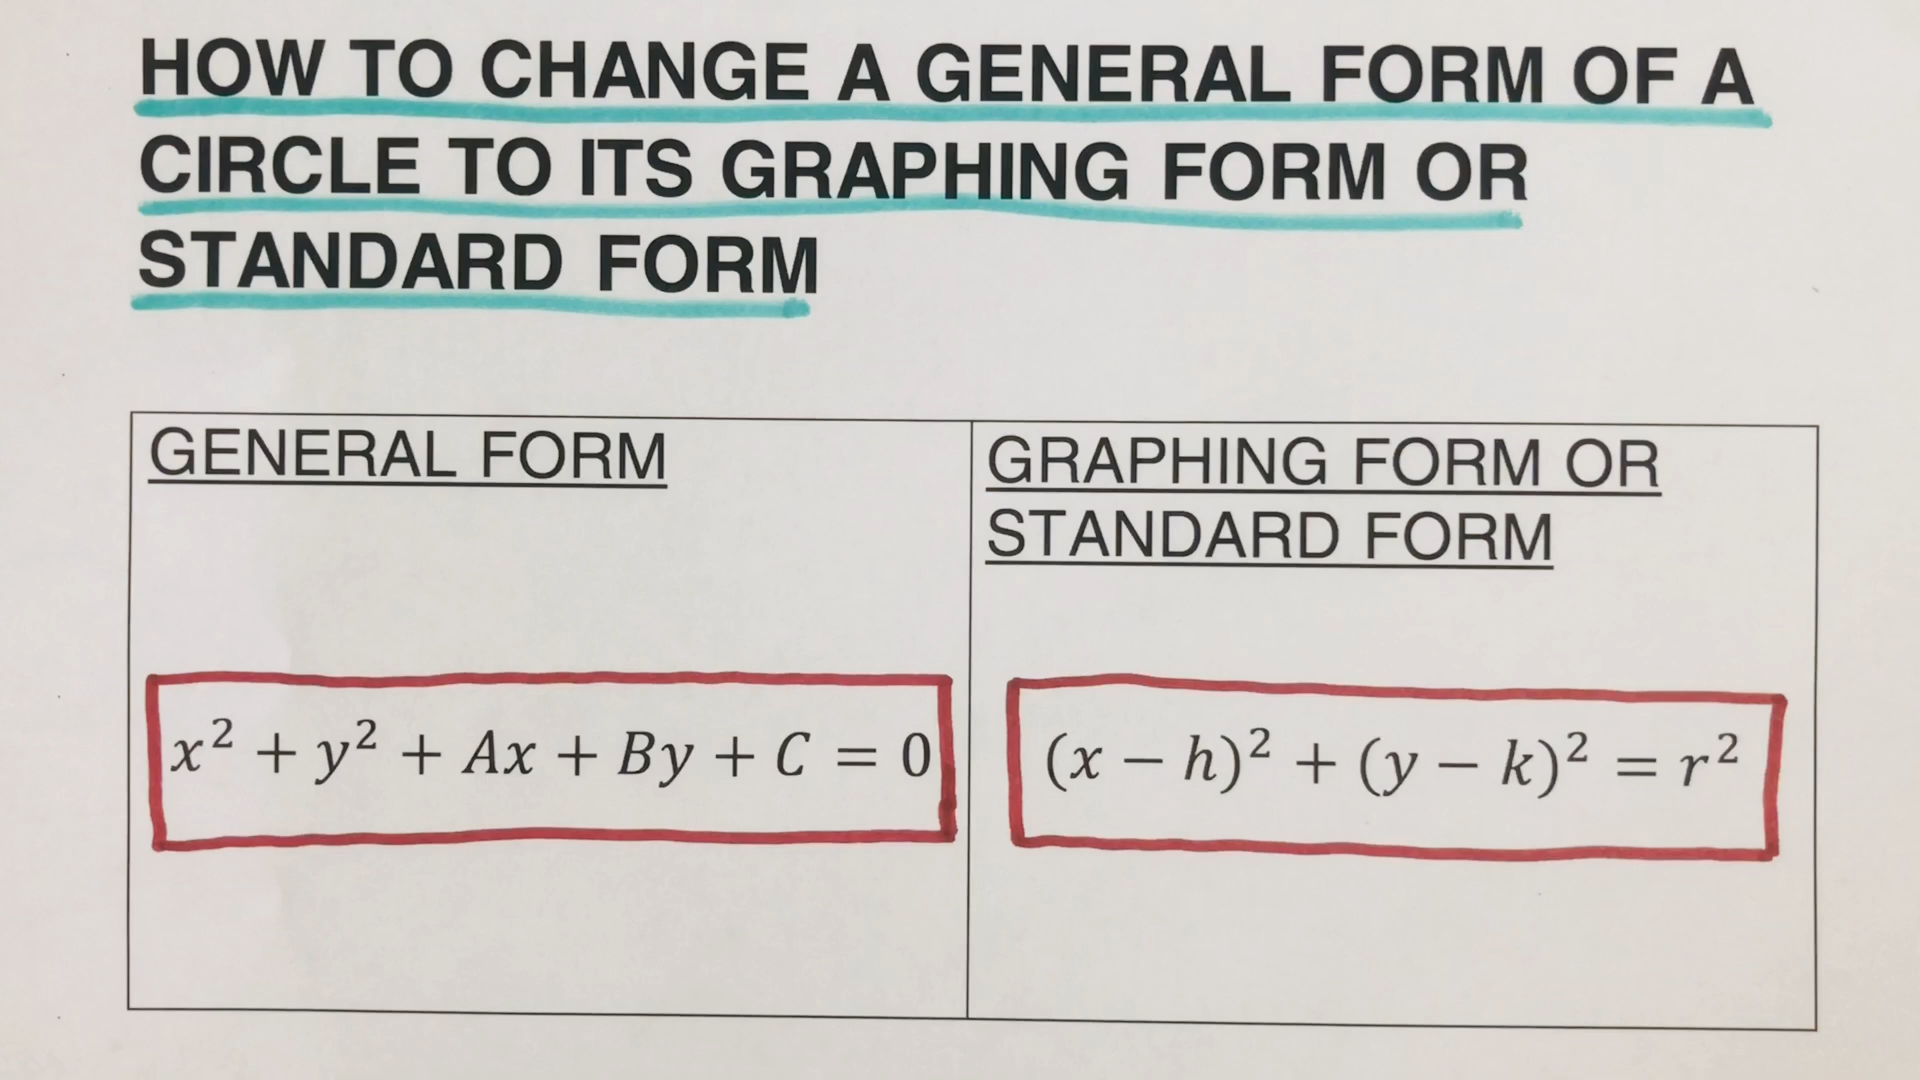 HOW TO CHANGE A GENERAL FORM OF A
CIRCLE TO ITS GRAPHING FORM OR
STANDARD FORM
GENERAL FORM
x² + y² + Ax + By + C = 0
GRAPHING FORM OR
STANDARD FORM
(x − h)² + (y − k)² = r²